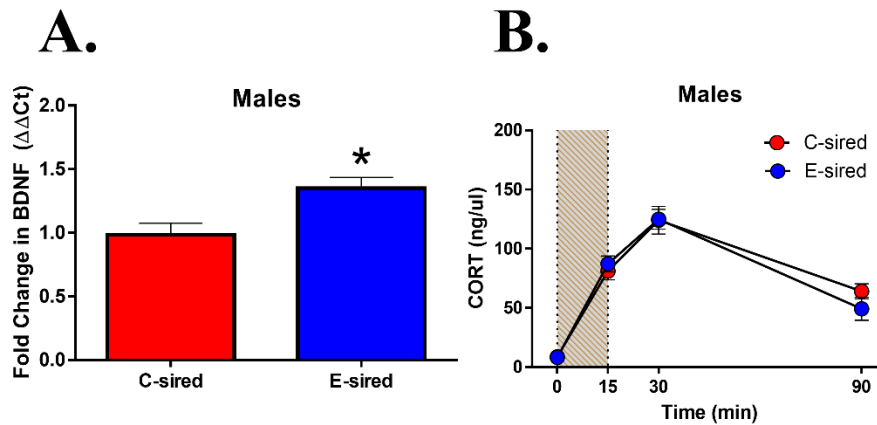 A.
Males
Fold Change in BDNF (ΔΔCt)
2.0
1.5
1.0
0.5
0.0
*
C-sired
E-sired
B.
Males
CORT (ng/ul)
200
150
100
50
0
C-sired
E-sired
0 15 30 90
Time (min)